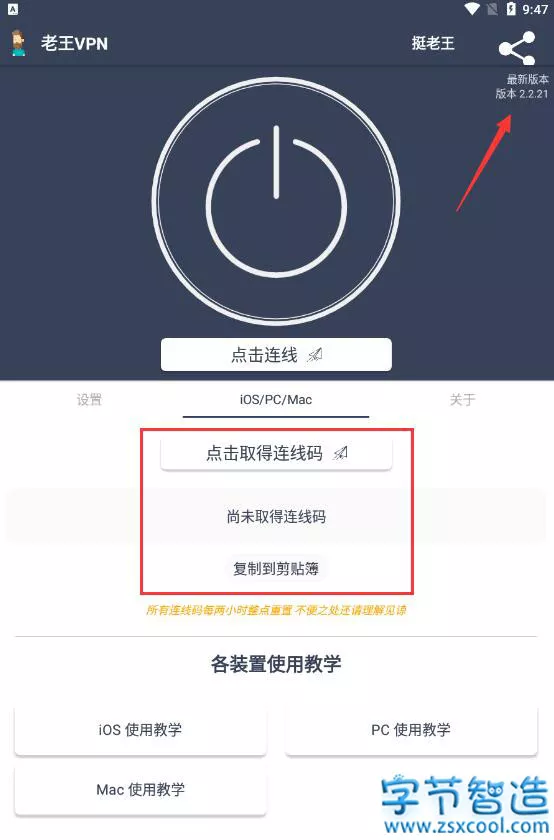 A
9:47
老王VPN
挺老王
最新版本
版本 2.2.21
点击连线
设置
iOS/PC/Mac
关于
点击取得连线码
尚未取得连线码
复制到剪贴簿
所有连线码每两小时整点重置 不便之处还请理解见谅
各装置使用教学
iOS 使用教学
PC 使用教学
Mac 使用教学
字节智造
www.zsxcool.com